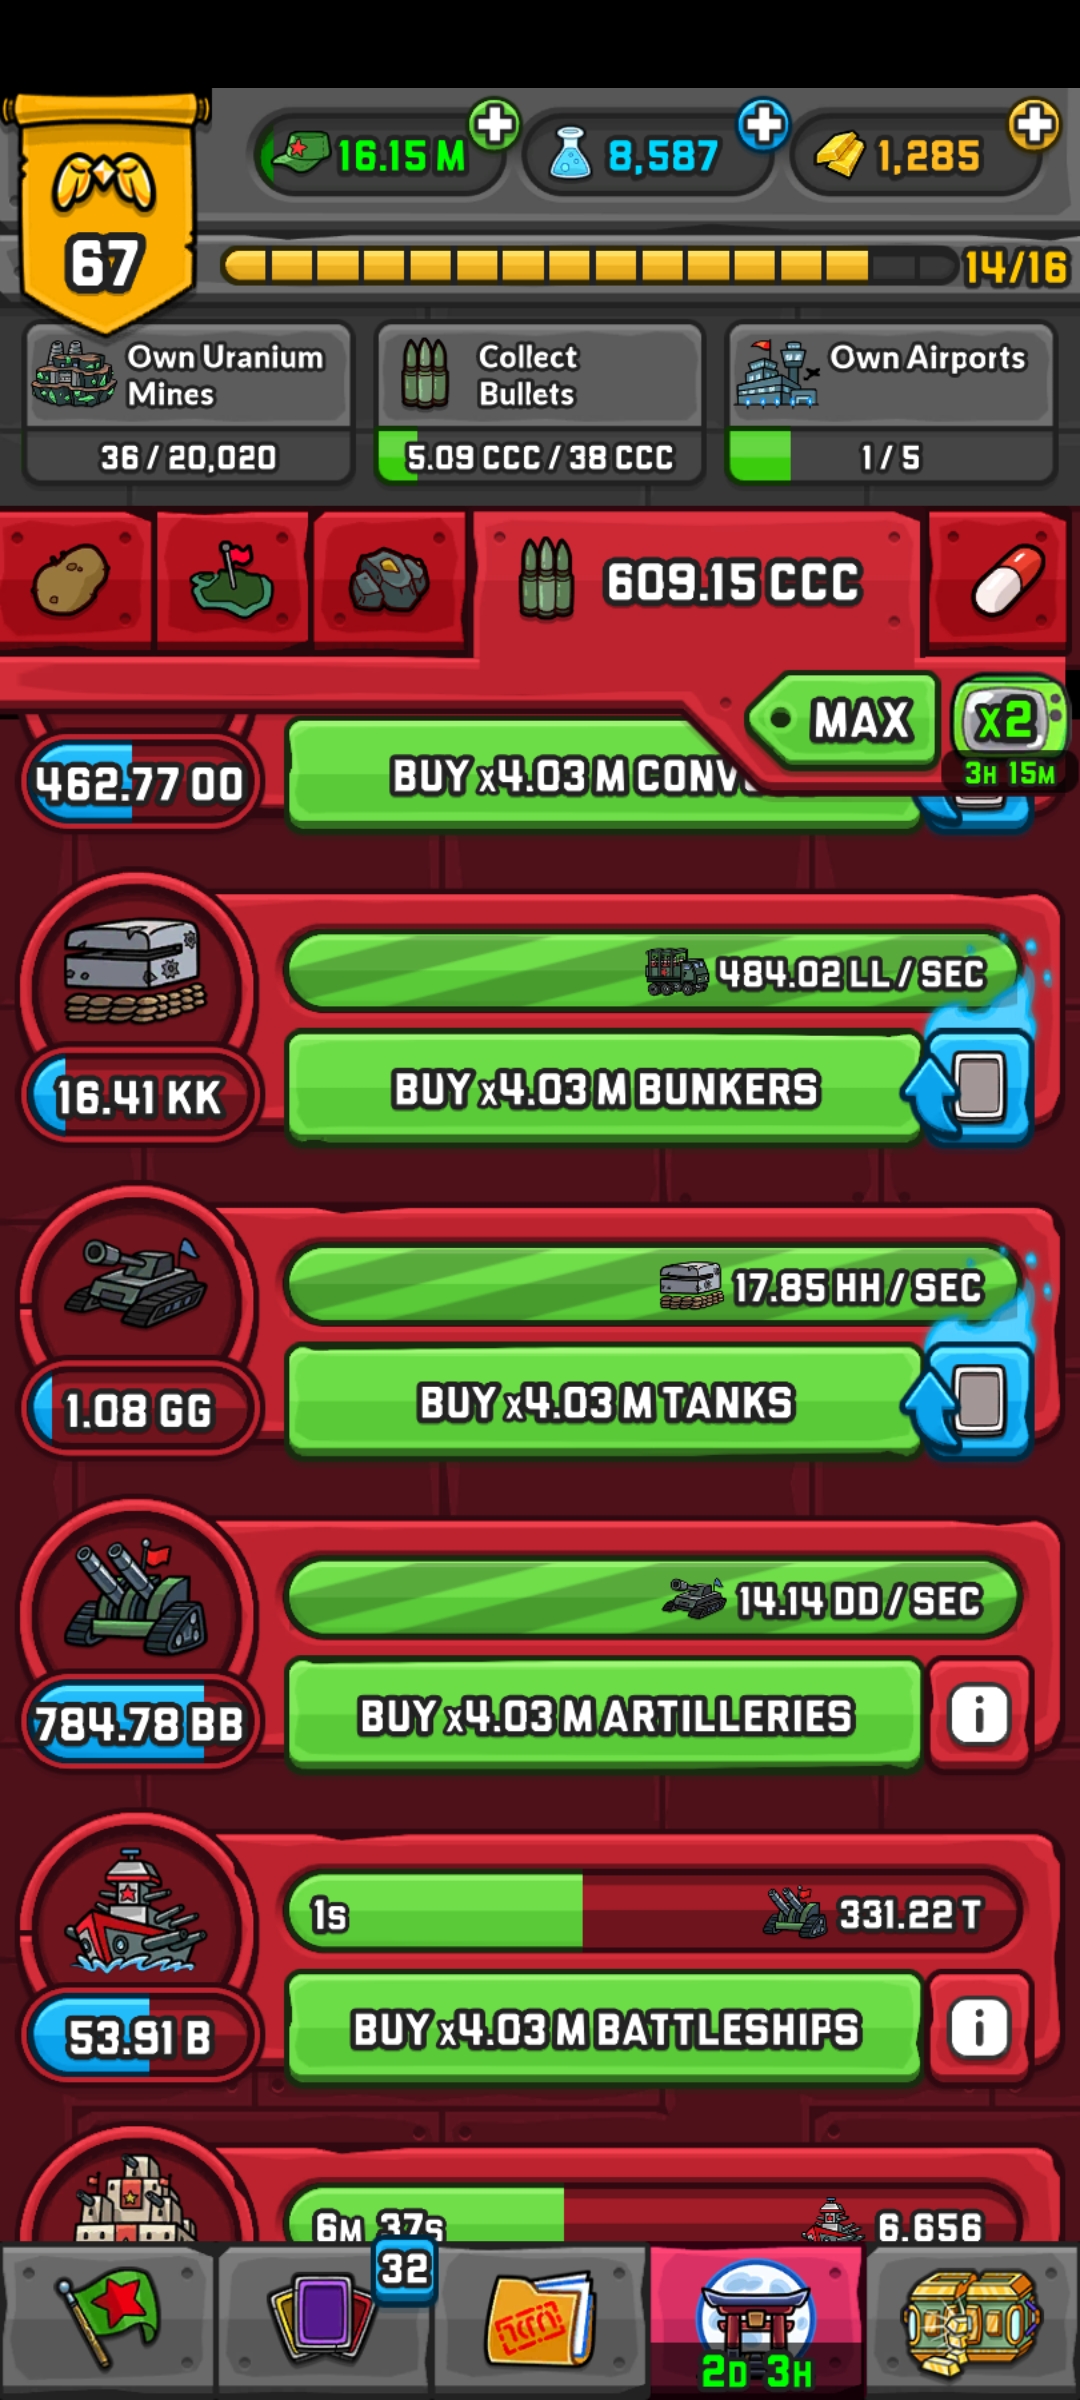 67
16.15 M
8,587
1,285
14/16
Own Uranium
Mines
36 / 20,020
Collect
Bullets
5.09 CCC / 38 CCC
Own Airports
1 / 5
609.15 CCC
MAX
X2
3H 15M
462.77 OO
BUY x4.03 M CONV
484.02 LL / SEC
16.41 KK
BUY x4.03 M BUNKERS
17.85 HH / SEC
1.08 GG
BUY x4.03 M TANKS
14.14 DD / SEC
784.78 BB
BUY x4.03 M ARTILLERIES
i
1s
331.22 T
53.91 B
BUY x4.03 M BATTLESHIPS
i
6M 37s
6.656
32
2D 3H